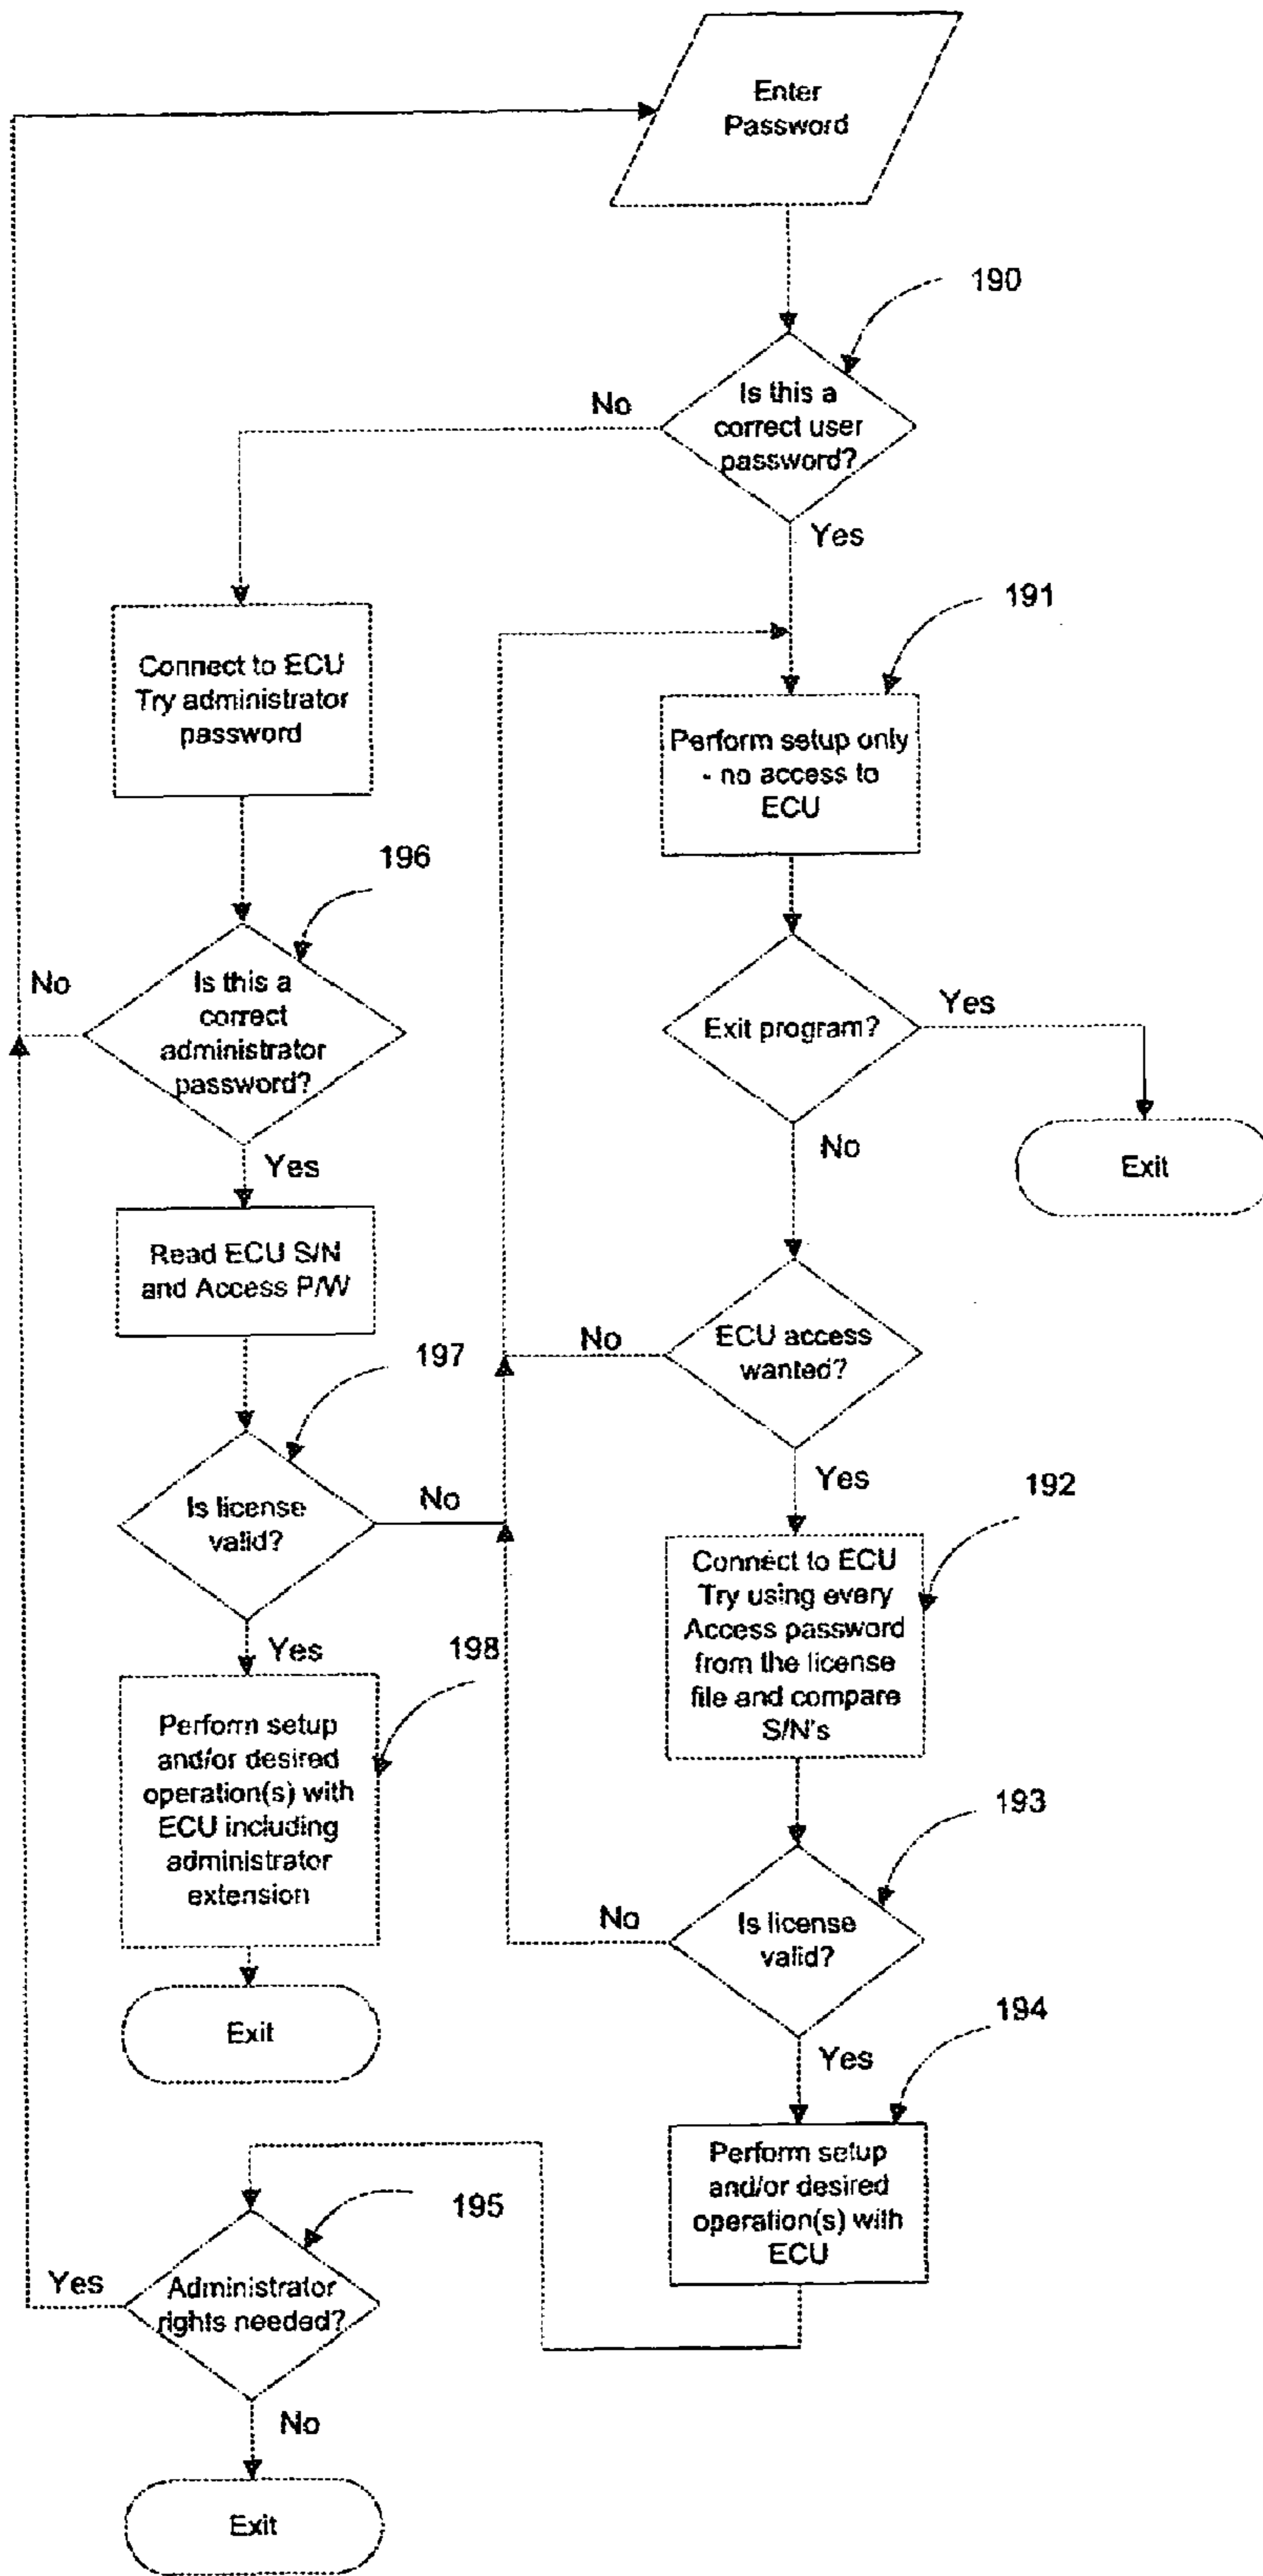 Enter
Password
190
Is this a
correct user
password?
No
Yes
191
Connect to ECU
Try administrator
password
Perform setup only
- no access to
ECU
196
Is this a
correct
administrator
password?
No
Yes
Exit program?
Yes
No
Exit
Read ECU S/N
and Access P/W
ECU access
wanted?
No
Yes
197
Is license
valid?
No
Yes
192
Connect to ECU
Try using every
Access password
from the license
file and compare
S/N's
198
Perform setup
and/or desired
operation(s) with
ECU including
administrator
extension
193
Is license
valid?
No
Yes
Exit
194
Perform setup
and/or desired
operation(s) with
ECU
195
Administrator
rights needed?
Yes
No
Exit